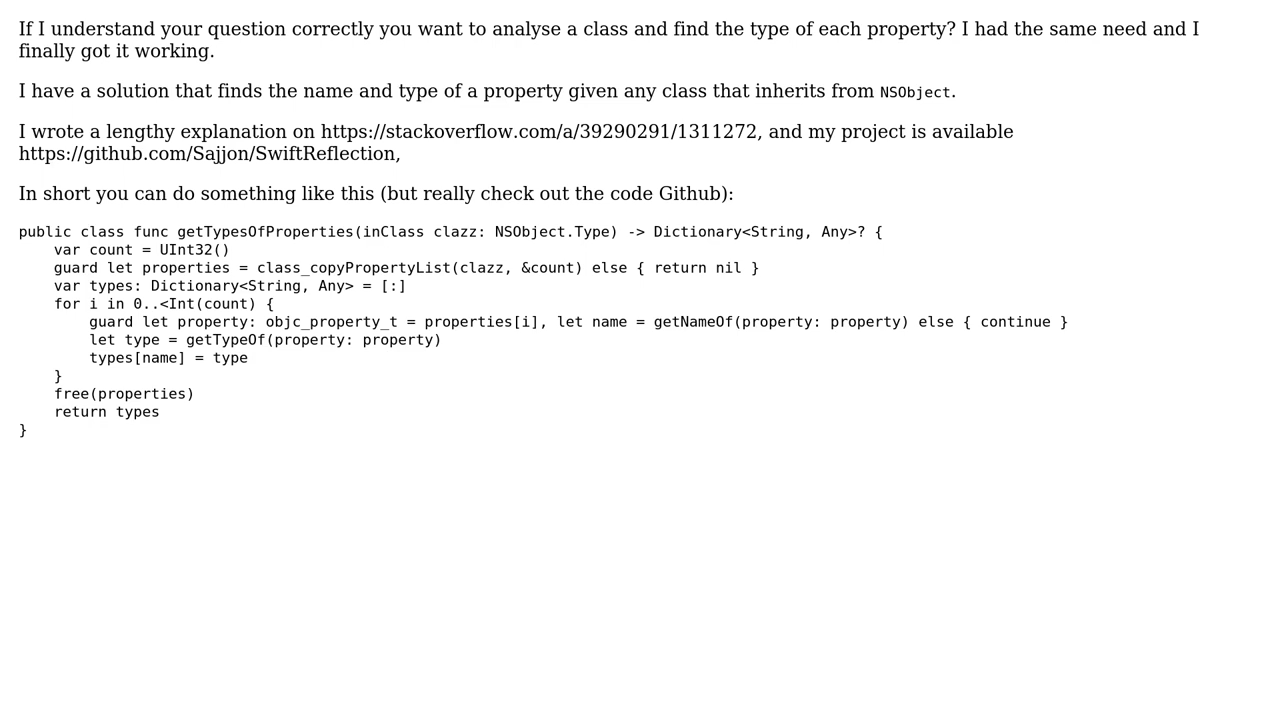 If I understand your question correctly you want to analyse a class and find the type of each property? I had the same need and I
finally got it working.
I have a solution that finds the name and type of a property given any class that inherits from NSObject.
I wrote a lengthy explanation on https://stackoverflow.com/a/39290291/1311272, and my project is available
https://github.com/Sajjon/SwiftReflection,
In short you can do something like this (but really check out the code Github):
public class func getTypesOfProperties(inClass clazz: NSObject.Type) -> Dictionary<String, Any>? {
    var count = UInt32()
    guard let properties = class_copyPropertyList(clazz, &count) else { return nil }
    var types: Dictionary<String, Any> = [:]
    for i in 0..<Int(count) {
        guard let property: objc_property_t = properties[i], let name = getNameOf(property: property) else { continue }
        let type = getTypeOf(property: property)
        types[name] = type
    }
    free(properties)
    return types
}